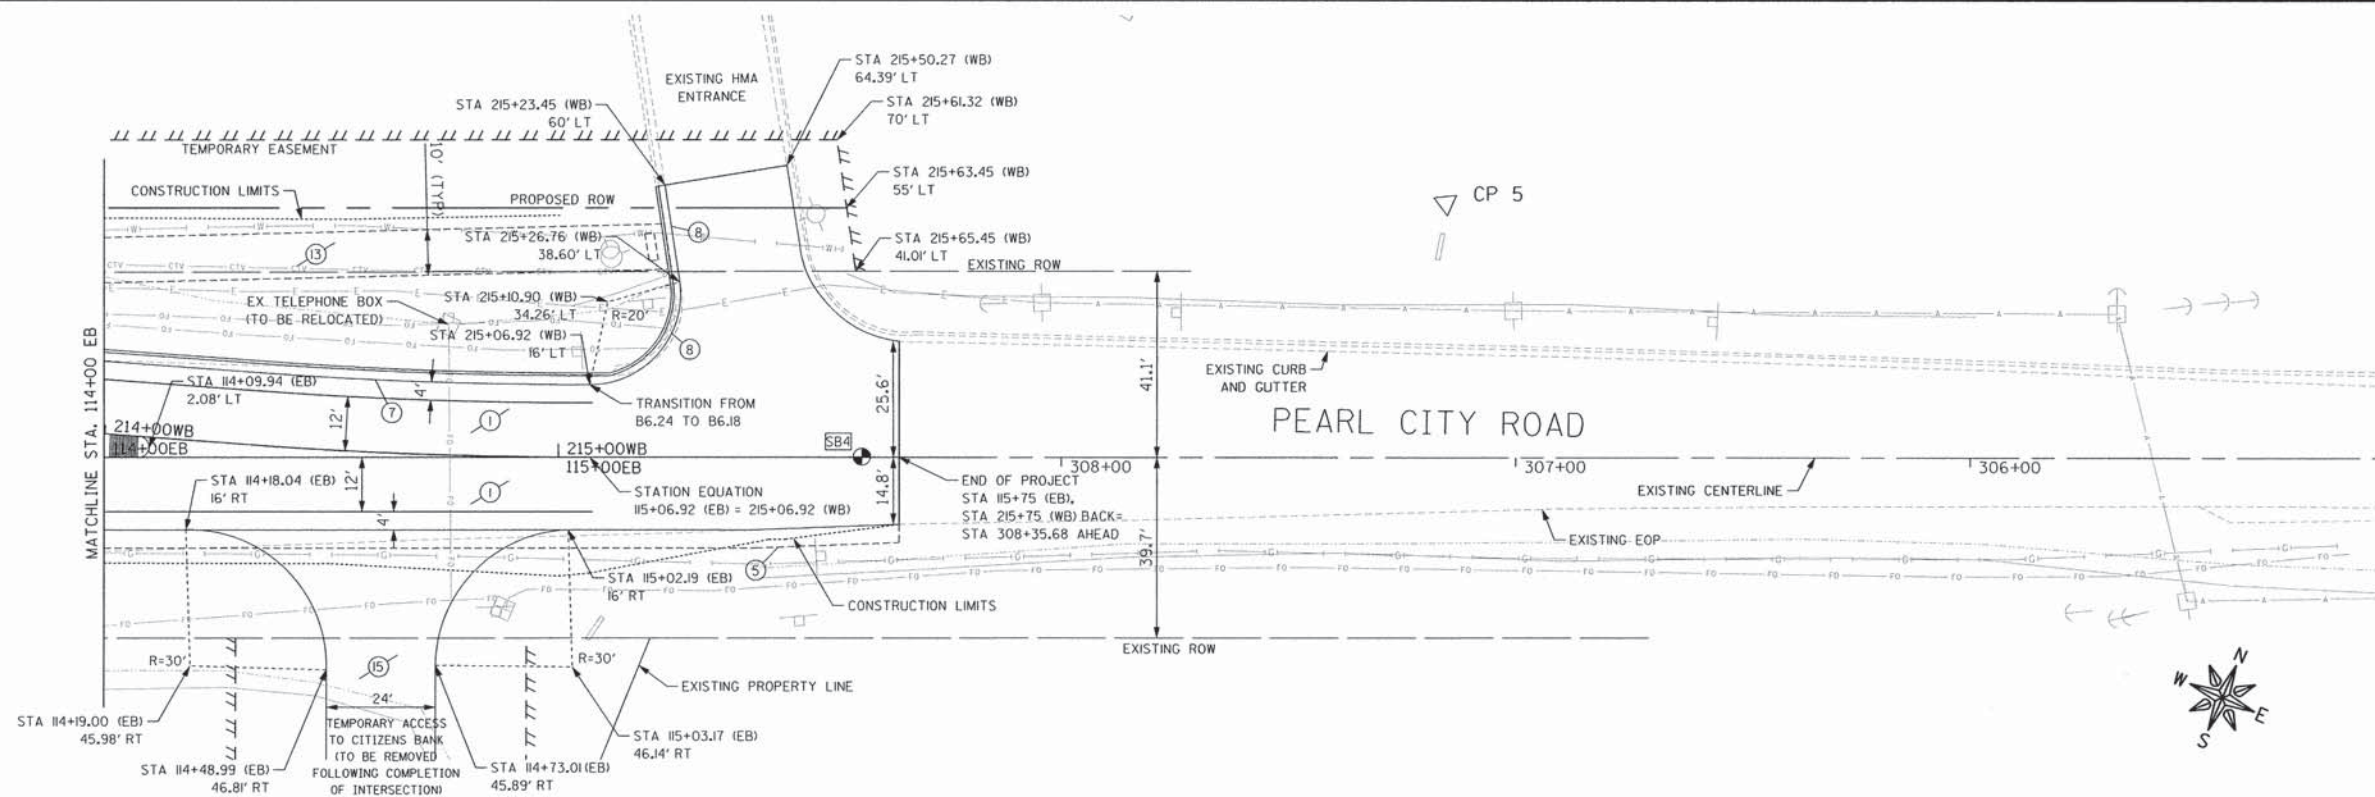 STA 215+50.27 (WB)
64.39' LT
EXISTING HMA
ENTRANCE
STA 215+23.45 (WB)
60' LT
STA 215+61.32 (WB)
70' LT
TEMPORARY EASEMENT
10' (TYP)
STA 215+63.45 (WB)
55' LT
CONSTRUCTION LIMITS
PROPOSED ROW
CP 5
8
STA 215+26.76 (WB)
38.60' LT
13
STA 215+65.45 (WB)
41.01' LT
EXISTING ROW
EX. TELEPHONE BOX
(TO BE RELOCATED)
STA 215+10.90 (WB)
34.26' LT
R=20'
STA 215+06.92 (WB)
16' LT
8
MATCHLINE STA. 114+00 EB
STA 114+09.94 (EB)
2.08' LT
7
4'
12'
1
TRANSITION FROM
B6.24 TO B6.18
25.6'
41.1'
EXISTING CURB
AND GUTTER
PEARL CITY ROAD
214+00WB
114+00EB
215+00WB
115+00EB
SB4
308+00
307+00
306+00
STA 114+18.04 (EB)
16' RT
12'
4'
1
STATION EQUATION
115+06.92 (EB) = 215+06.92 (WB)
14.8'
END OF PROJECT
STA 115+75 (EB),
STA 215+75 (WB) BACK=
STA 308+35.68 AHEAD
EXISTING CENTERLINE
EXISTING EOP
39.7'
5
STA 115+02.19 (EB)
16' RT
CONSTRUCTION LIMITS
EXISTING ROW
R=30'
15
R=30'
EXISTING PROPERTY LINE
24'
STA 114+19.00 (EB)
45.98' RT
TEMPORARY ACCESS
TO CITIZENS BANK
(TO BE REMOVED
FOLLOWING COMPLETION
OF INTERSECTION)
STA 115+03.17 (EB)
46.14' RT
STA 114+48.99 (EB)
46.81' RT
STA 114+73.01(EB)
45.89' RT
N
W
E
S